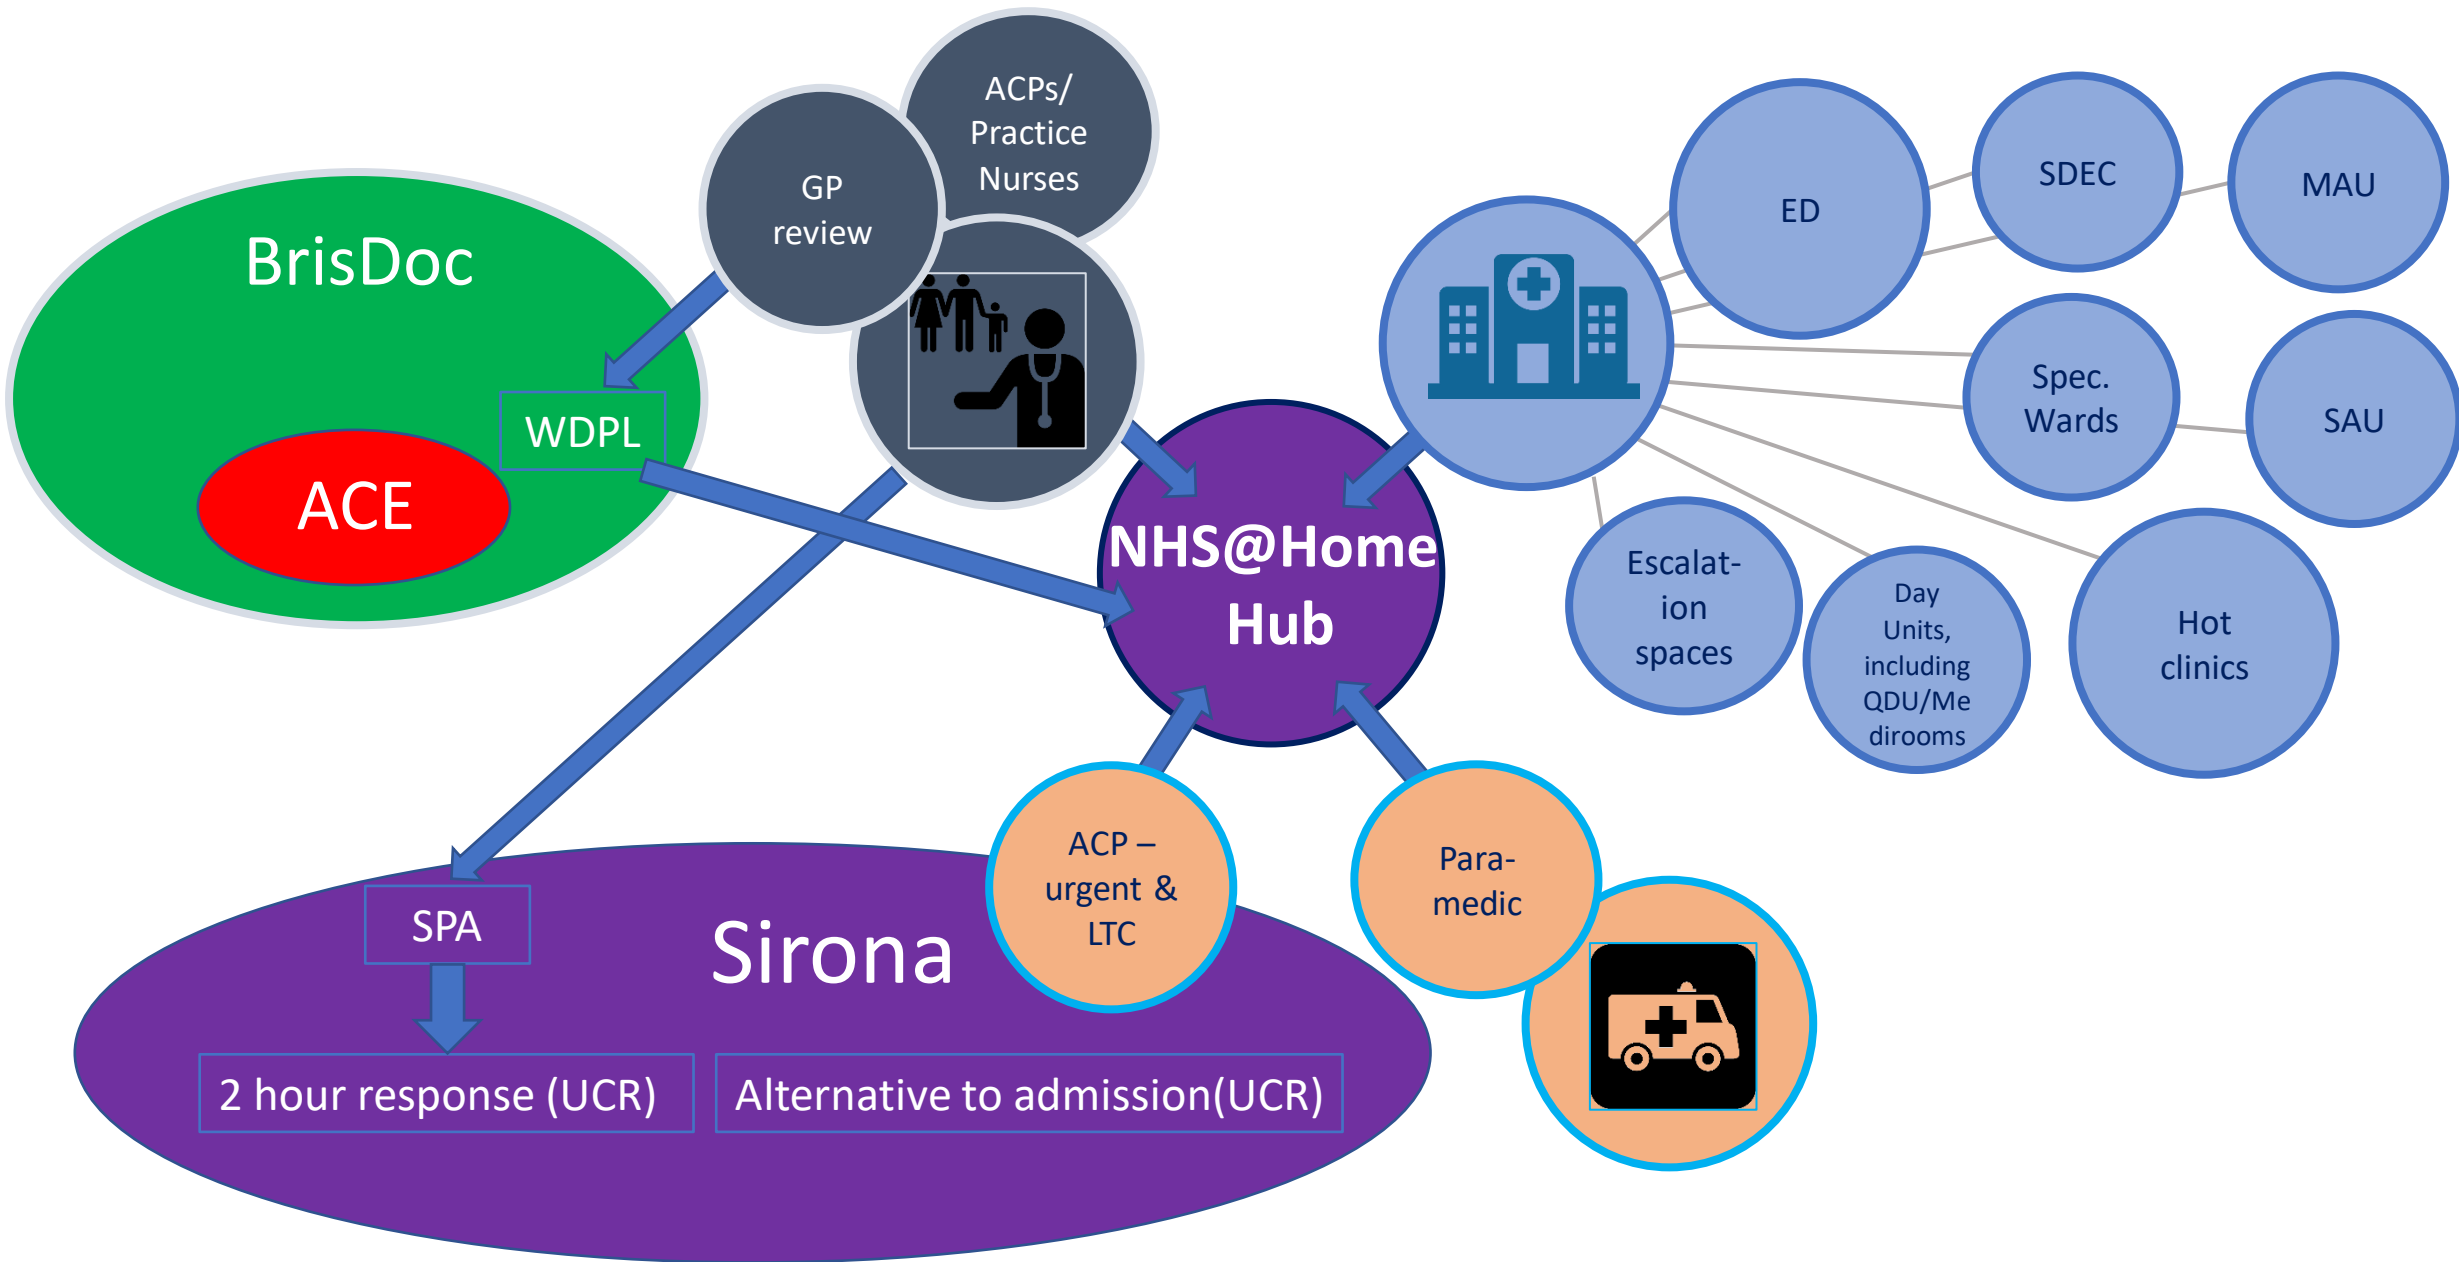 ACPs/
Practice
Nurses
GP
review
BrisDoc
WDPL
ACE
ED
SDEC
MAU
Spec.
Wards
SAU
NHS@Home
Hub
Escalat-
ion
spaces
Day
Units,
including
QDU/Me
dirooms
Hot
clinics
ACP –
urgent &
LTC
Para-
medic
SPA
Sirona
2 hour response (UCR)
Alternative to admission(UCR)